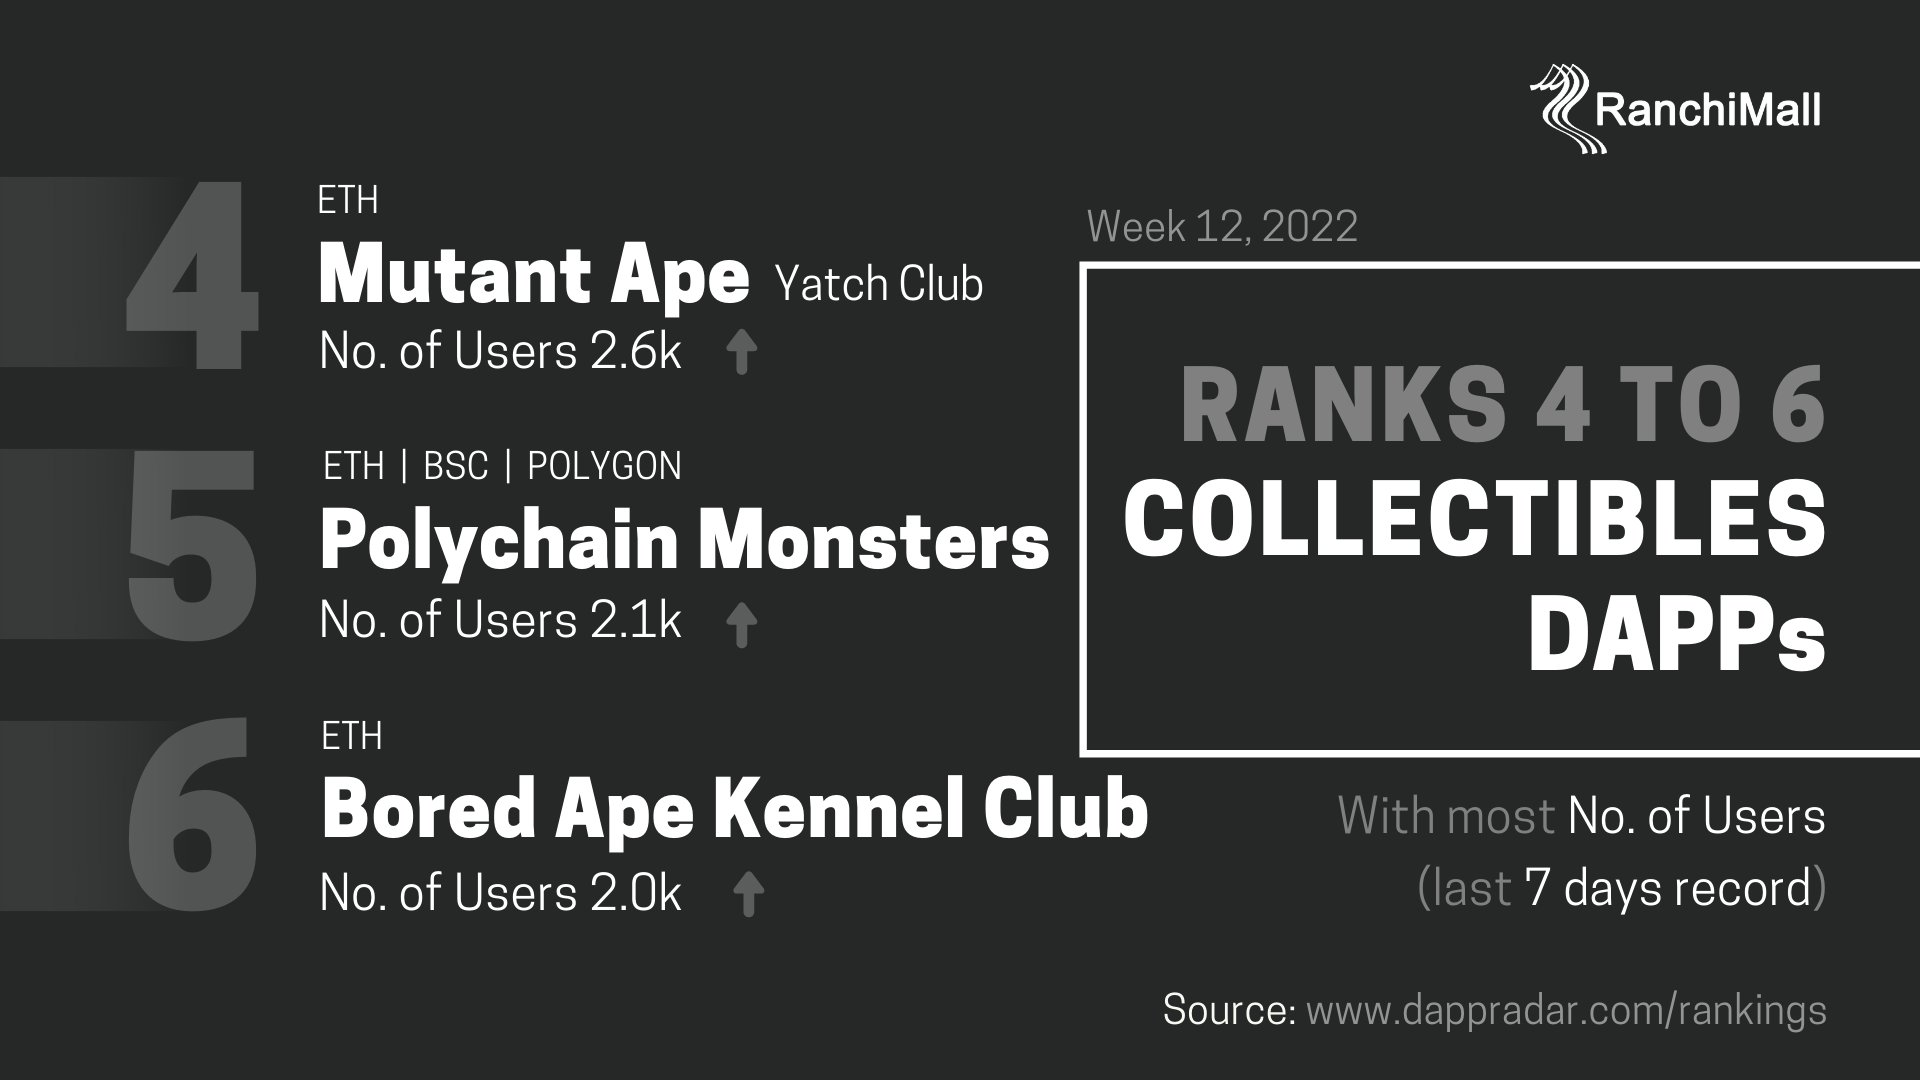 RanchiMall
4
ETH
Mutant Ape Yatch Club
No. of Users 2.6k
5
ETH | BSC | POLYGON
Polychain Monsters
No. of Users 2.1k
6
ETH
Bored Ape Kennel Club
No. of Users 2.0k
Week 12, 2022
RANKS 4 TO 6
COLLECTIBLES
DAPPs
With most No. of Users
(last 7 days record)
Source: www.dappradar.com/rankings